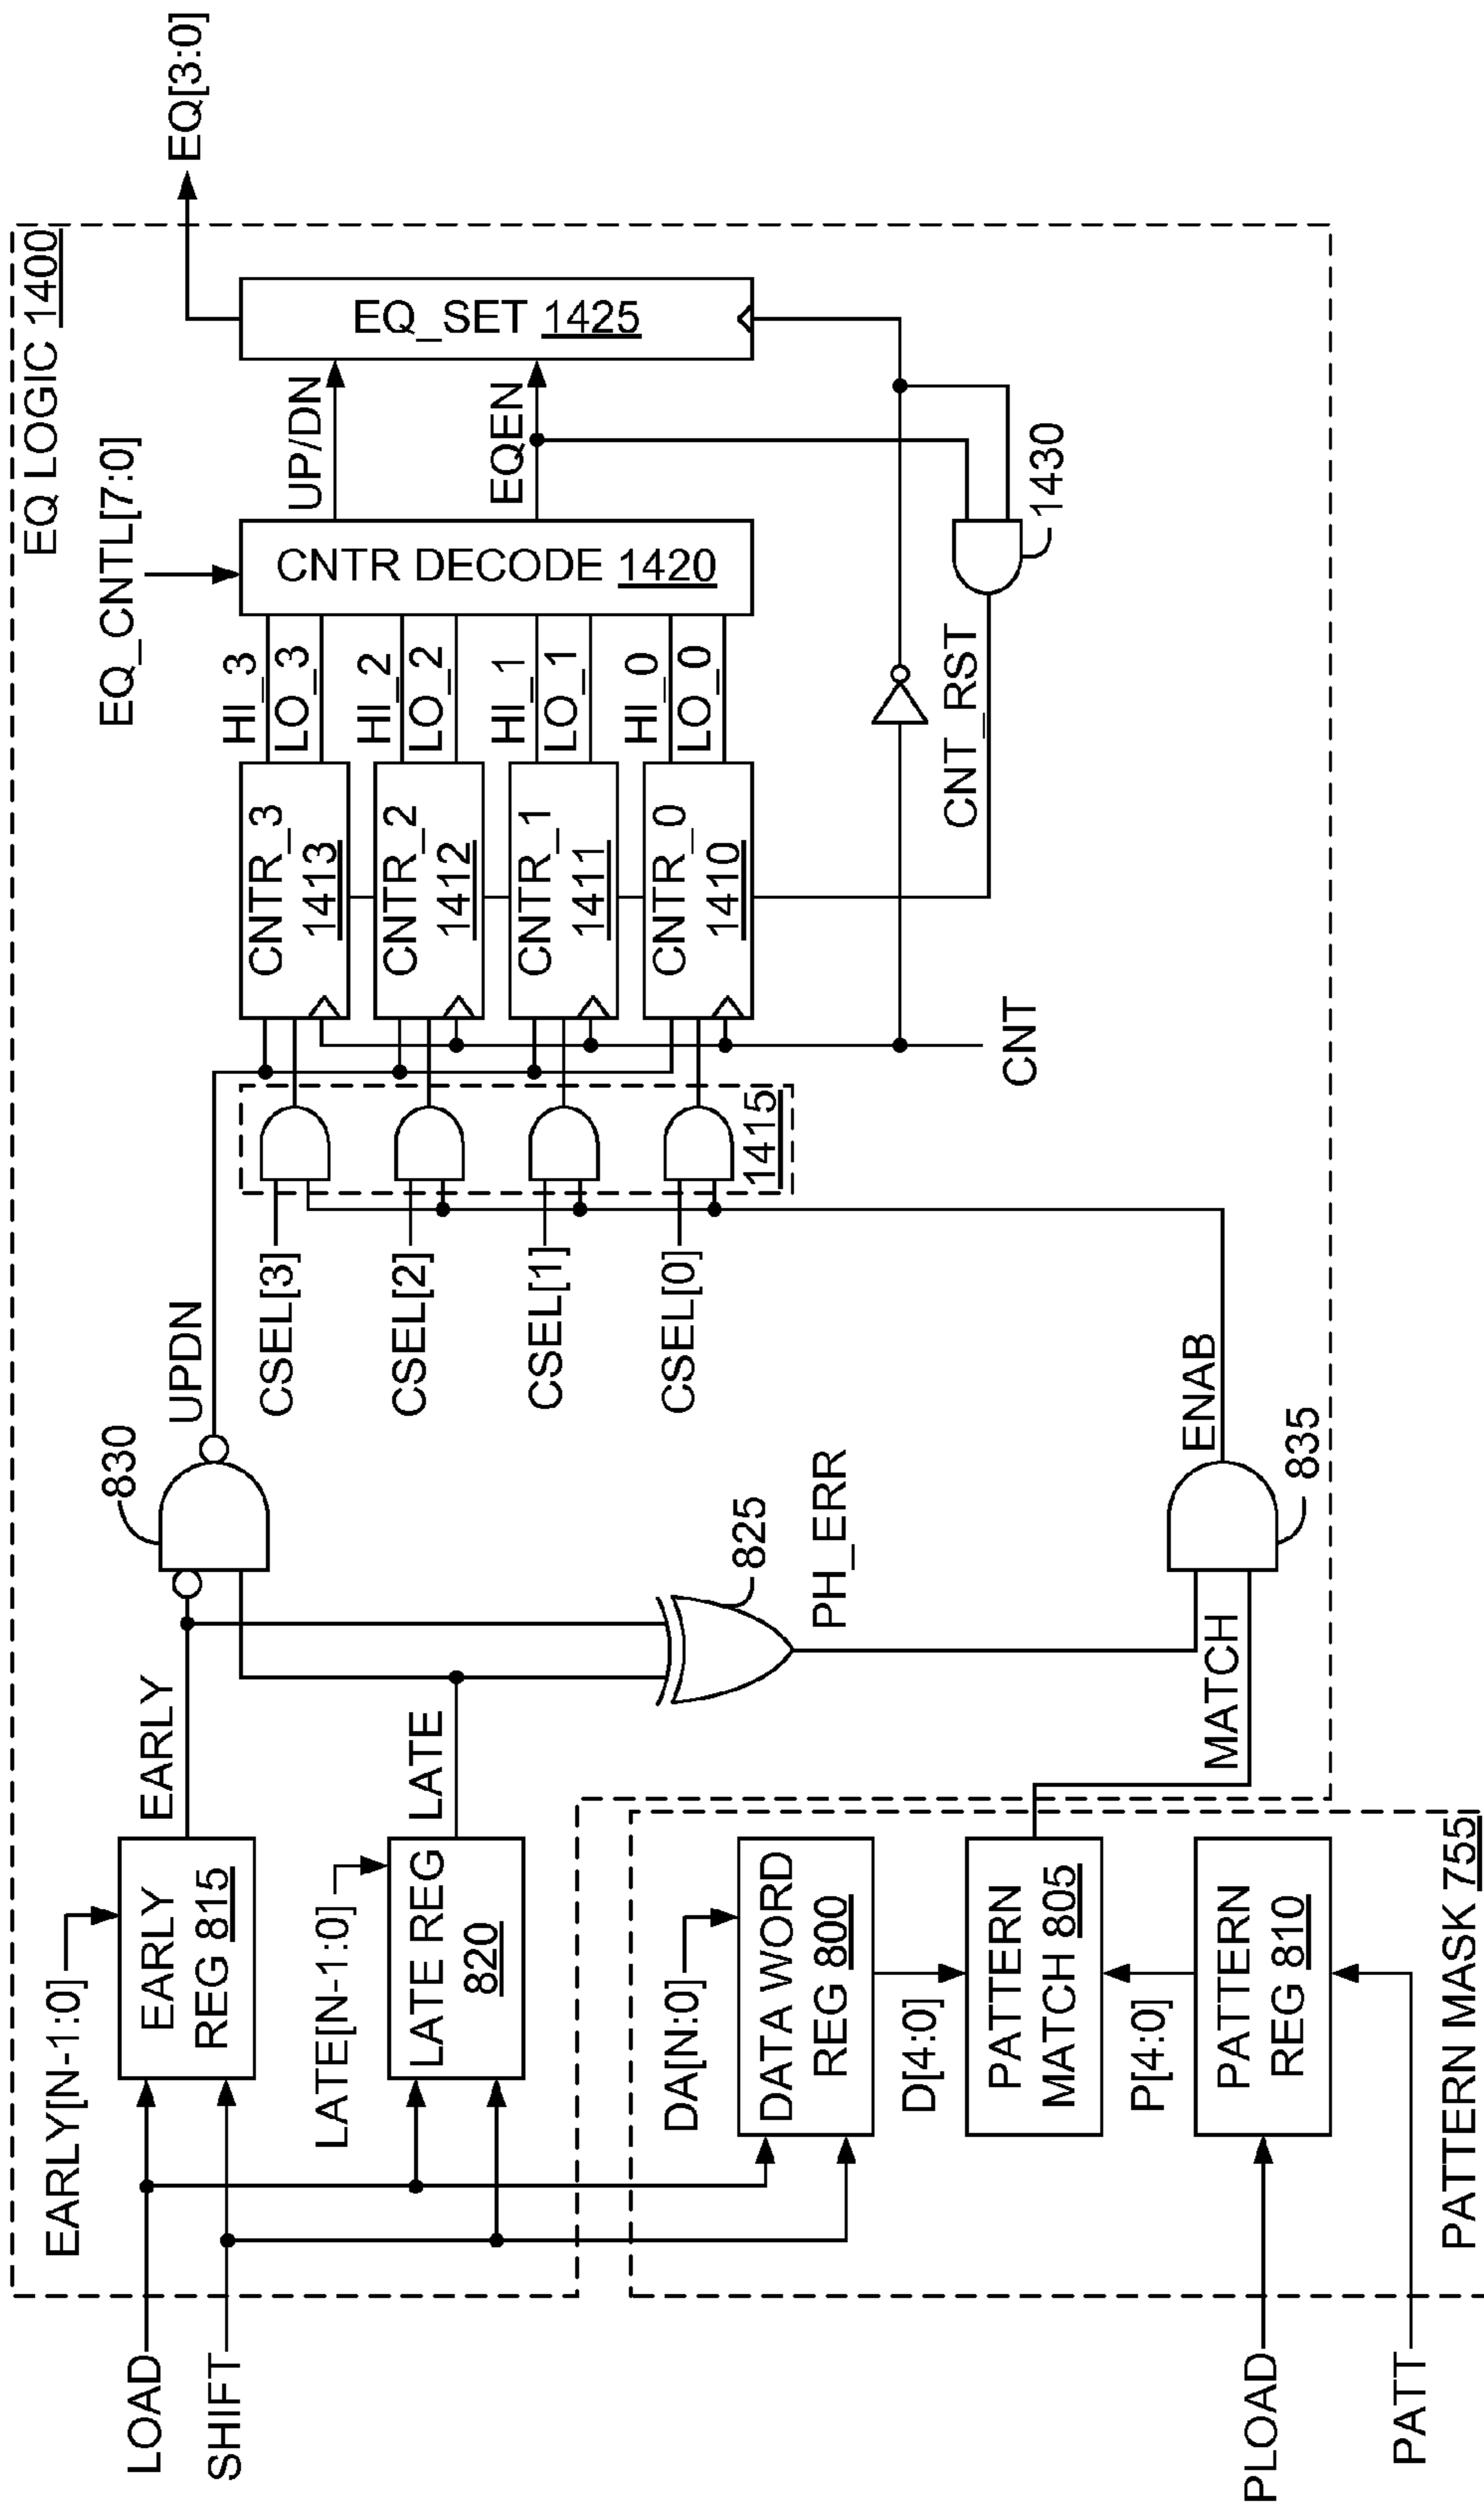 LOAD
SHIFT
PLOAD
PATT
EARLY[N-1:0]
EARLY
REG 815
LATE[N-1:0]
LATE REG
820
DA[N:0]
DATA WORD
REG 800
D[4:0]
PATTERN
MATCH 805
P[4:0]
PATTERN
REG 810
PATTERN MASK 755
EARLY
LATE
MATCH
830
825
PH_ERR
835
UPDN
ENAB
CSEL[3]
CSEL[2]
CSEL[1]
CSEL[0]
1415
CNT
CNTR_3
1413
CNTR_2
1412
CNTR_1
1411
CNTR_0
1410
HI_3
LO_3
HI_2
LO_2
HI_1
LO_1
HI_0
LO_0
CNT_RST
EQ_CNTL[7:0]
CNTR DECODE 1420
UP/DN
EQEN
1430
EQ LOGIC 1400
EQ_SET 1425
EQ[3:0]